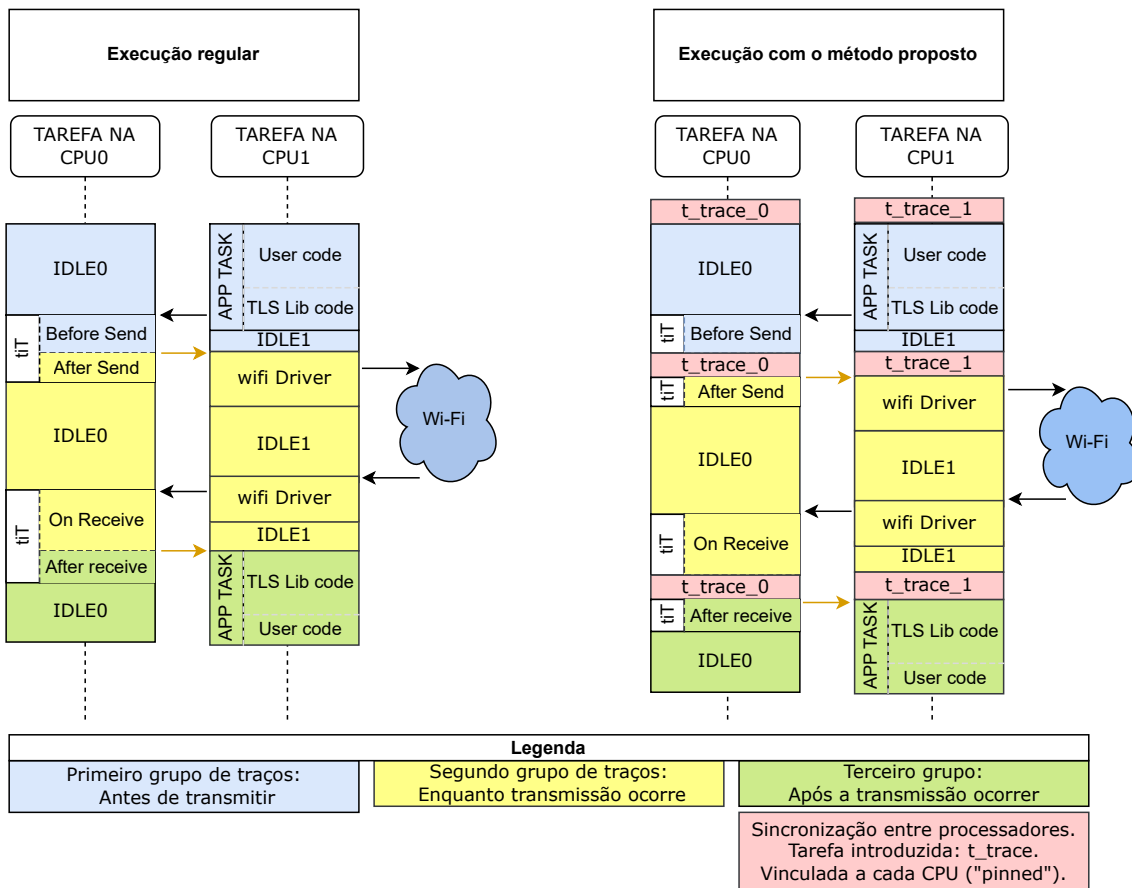 Execução regular
TAREFA NA
CPU0
TAREFA NA
CPU1
IDLE0
APP TASK
User code
TLS Lib code
tiT
Before Send
IDLE1
After Send
wifi Driver
Wi-Fi
IDLE0
IDLE1
wifi Driver
tiT
On Receive
IDLE1
After receive
APP TASK
TLS Lib code
IDLE0
User code
Execução com o método proposto
TAREFA NA
CPU0
TAREFA NA
CPU1
t_trace_0
t_trace_1
IDLE0
APP TASK
User code
TLS Lib code
tiT
Before Send
IDLE1
t_trace_0
t_trace_1
tiT
After Send
wifi Driver
Wi-Fi
IDLE0
IDLE1
wifi Driver
tiT
On Receive
IDLE1
t_trace_0
t_trace_1
tiT
After receive
APP TASK
TLS Lib code
IDLE0
User code
Legenda
Primeiro grupo de traços:
Antes de transmitir
Segundo grupo de traços:
Enquanto transmissão ocorre
Terceiro grupo:
Após a transmissão ocorrer
Sincronização entre processadores.
Tarefa introduzida: t_trace.
Vinculada a cada CPU ("pinned").